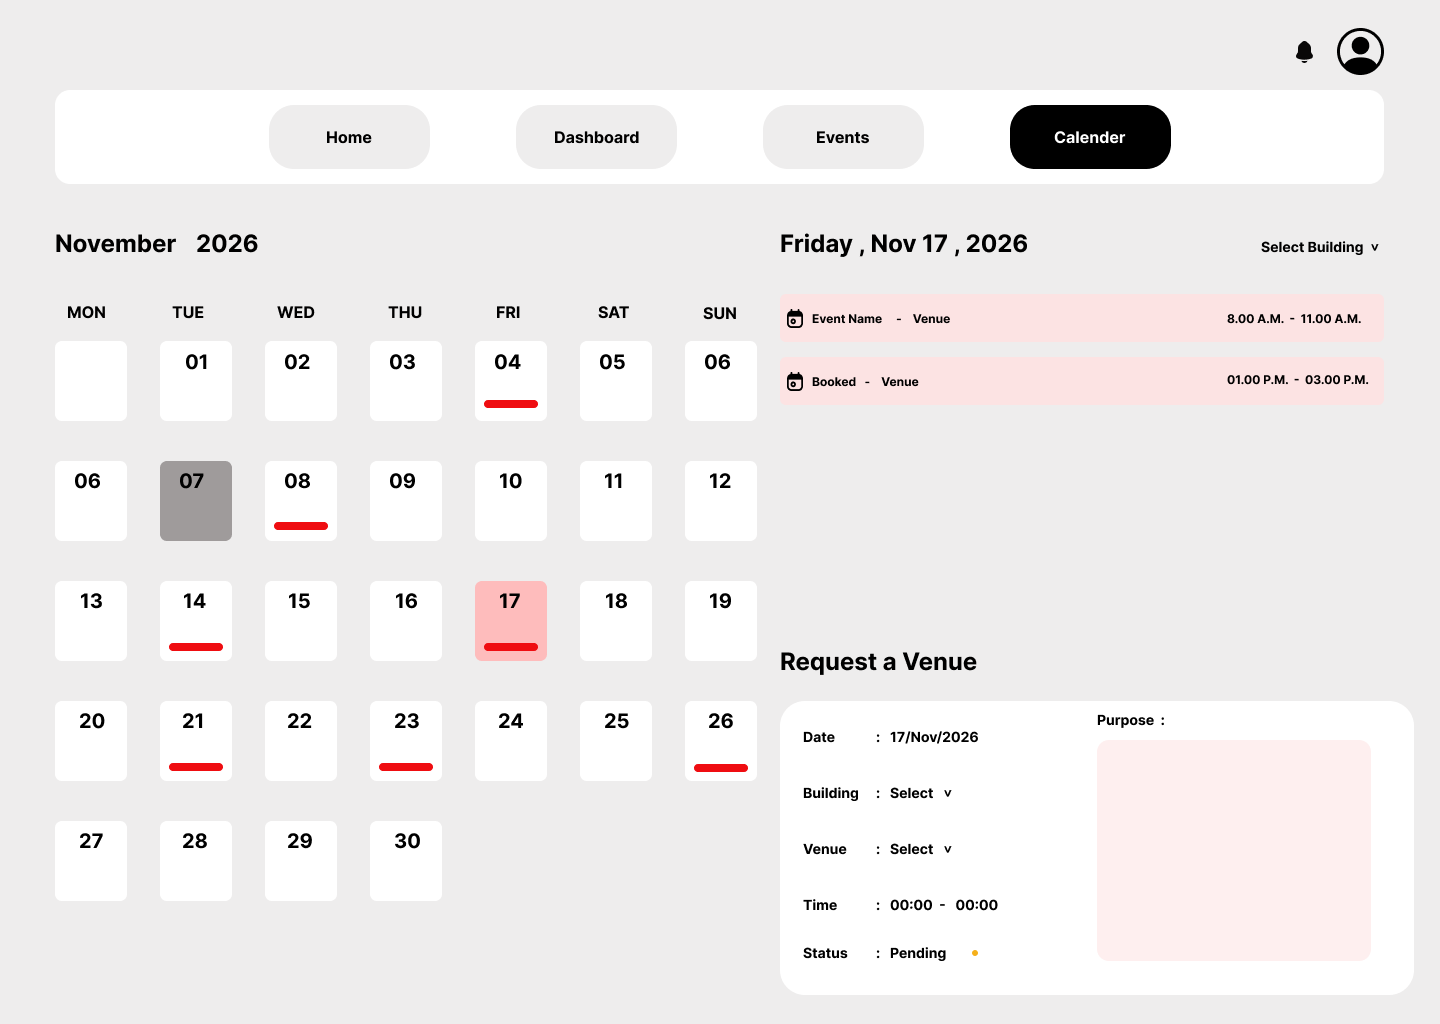 Home Dashboard Events Calender
November 2026
MON TUE WED THU FRI SAT SUN
01 02 03 04 05 06
06 07 08 09 10 11 12
13 14 15 16 17 18 19
20 21 22 23 24 25 26
27 28 29 30
Friday , Nov 17 , 2026
Select Building v
Event Name - Venue 8.00 A.M. - 11.00 A.M.
Booked - Venue 01.00 P.M. - 03.00 P.M.
Request a Venue
Date : 17/Nov/2026
Building : Select v
Venue : Select v
Time : 00:00 - 00:00
Status : Pending
Purpose :